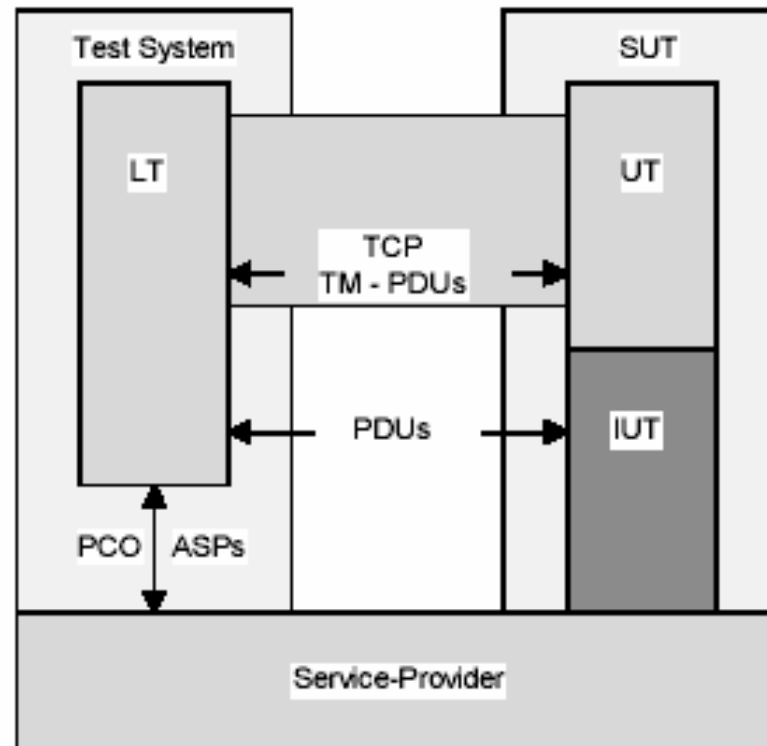 Test System
SUT
LT
UT
TCP
TM - PDUs
PDUs
IUT
PCO ASPs
Service-Provider